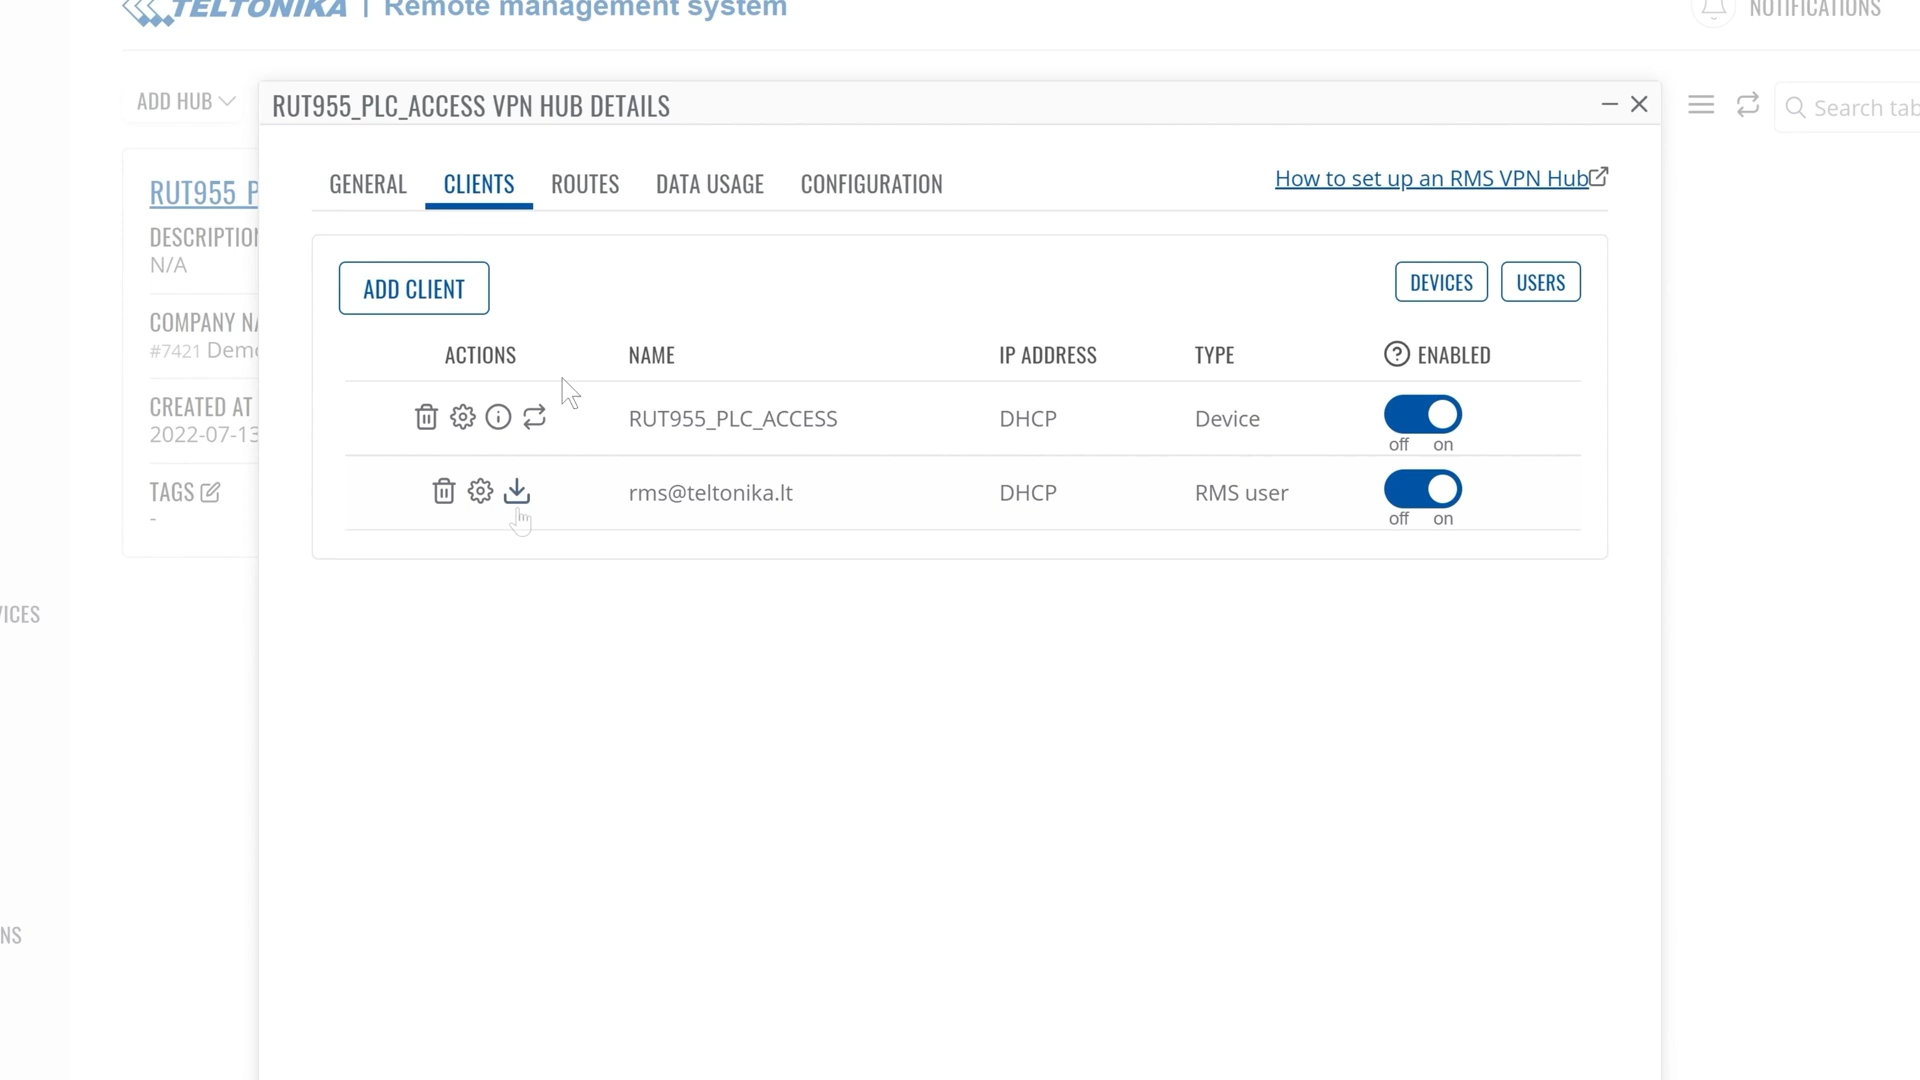 TELTONIKA | Remote management system
NOTIFICATIONS
ADD HUB
RUT955_PLC_ACCESS VPN HUB DETAILS
Search tab
RUT955_P
DESCRIPTION
N/A
COMPANY NA
#7421 Demo
CREATED AT
2022-07-13
TAGS
-
VICES
NS
GENERAL CLIENTS ROUTES DATA USAGE CONFIGURATION
How to set up an RMS VPN Hub
ADD CLIENT
DEVICES USERS
ACTIONS NAME IP ADDRESS TYPE ENABLED
RUT955_PLC_ACCESS DHCP Device
off on
rms@teltonika.lt DHCP RMS user
off on